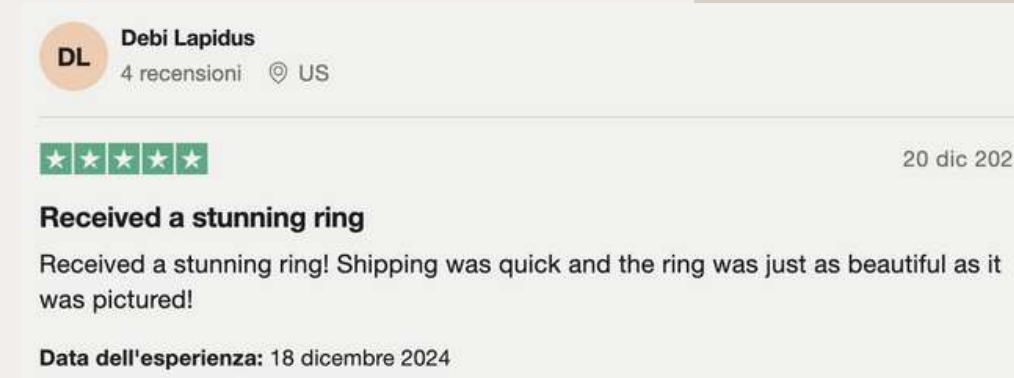 DL
Debi Lapidus
4 recensioni US
20 dic 202
Received a stunning ring
Received a stunning ring! Shipping was quick and the ring was just as beautiful as it
was pictured!
Data dell'esperienza: 18 dicembre 2024